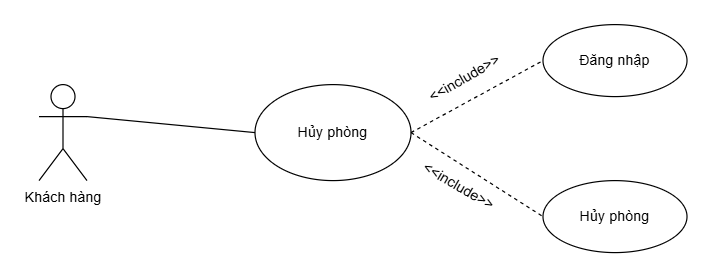 Đăng nhập
<<include>>
Hủy phòng
Khách hàng
<<include>>
Hủy phòng